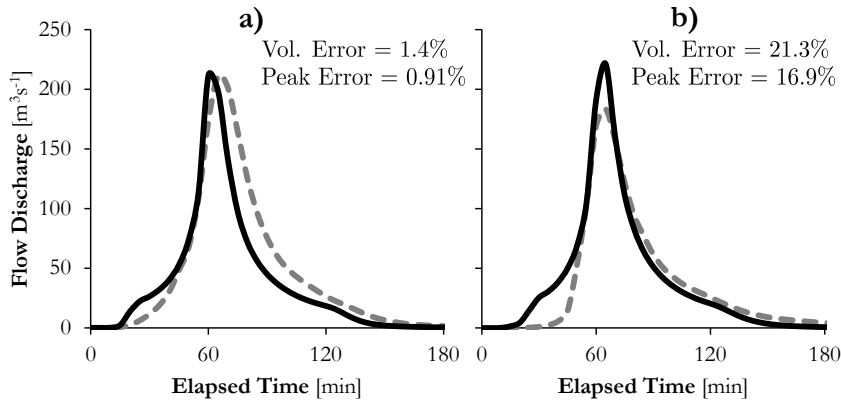 a)
b)
Vol. Error = 1.4%
Peak Error = 0.91%
Vol. Error = 21.3%
Peak Error = 16.9%
Flow Discharge [m³s⁻¹]
250
200
150
100
50
0
0 60 120 180
0 60 120 180
Elapsed Time [min]
Elapsed Time [min]